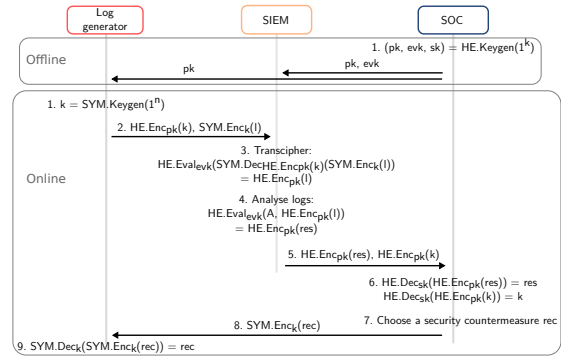 Log
generator
SIEM
SOC
1. (pk, evk, sk) = HE.Keygen(1^k)
Offline
pk
pk, evk
1. k = SYM.Keygen(1^n)
2. HE.Enc_pk(k), SYM.Enc_k(l)
3. Transcipher:
HE.Eval_evk(SYM.Dec_HE.Enc_pk(k)(SYM.Enc_k(l))
= HE.Enc_pk(l)
Online
4. Analyse logs:
HE.Eval_evk(A, HE.Enc_pk(l))
= HE.Enc_pk(res)
5. HE.Enc_pk(res), HE.Enc_pk(k)
6. HE.Dec_sk(HE.Enc_pk(res)) = res
HE.Dec_sk(HE.Enc_pk(k)) = k
7. Choose a security countermeasure rec
8. SYM.Enc_k(rec)
9. SYM.Dec_k(SYM.Enc_k(rec)) = rec